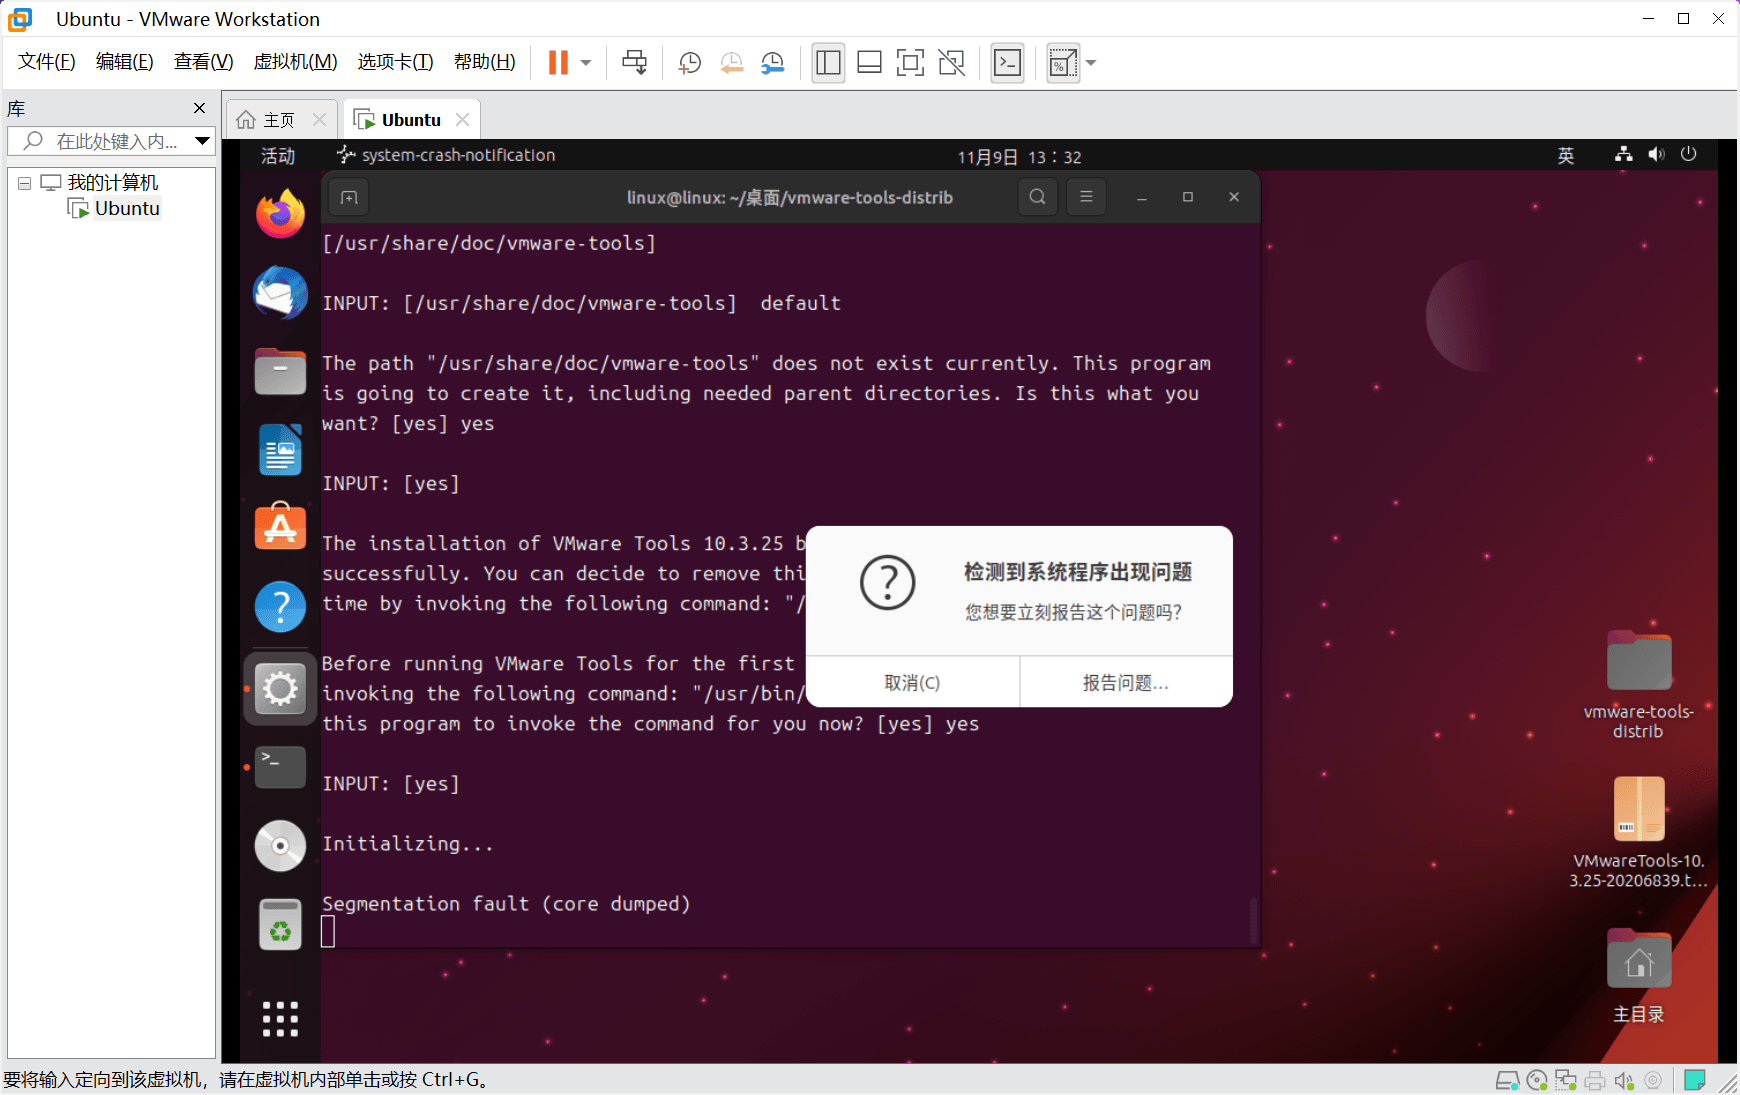 Ubuntu - VMware Workstation
文件(F) 编辑(E) 查看(V) 虚拟机(M) 选项卡(T) 帮助(H)
库
在此处键入内...
我的计算机
Ubuntu
主页
Ubuntu
活动 system-crash-notification 11月9日 13：32 英
linux@linux: ~/桌面/vmware-tools-distrib
[/usr/share/doc/vmware-tools]
INPUT: [/usr/share/doc/vmware-tools]  default
The path "/usr/share/doc/vmware-tools" does not exist currently. This program
is going to create it, including needed parent directories. Is this what you
want? [yes] yes
INPUT: [yes]
The installation of VMware Tools 10.3.25 b
successfully. You can decide to remove thi
time by invoking the following command: "/
Before running VMware Tools for the first
invoking the following command: "/usr/bin/
this program to invoke the command for you now? [yes] yes
INPUT: [yes]
Initializing...
Segmentation fault (core dumped)
检测到系统程序出现问题
您想要立刻报告这个问题吗？
取消(C)
报告问题...
vmware-tools-
distrib
VMwareTools-10.
3.25-20206839.t...
主目录
要将输入定向到该虚拟机，请在虚拟机内部单击或按 Ctrl+G。